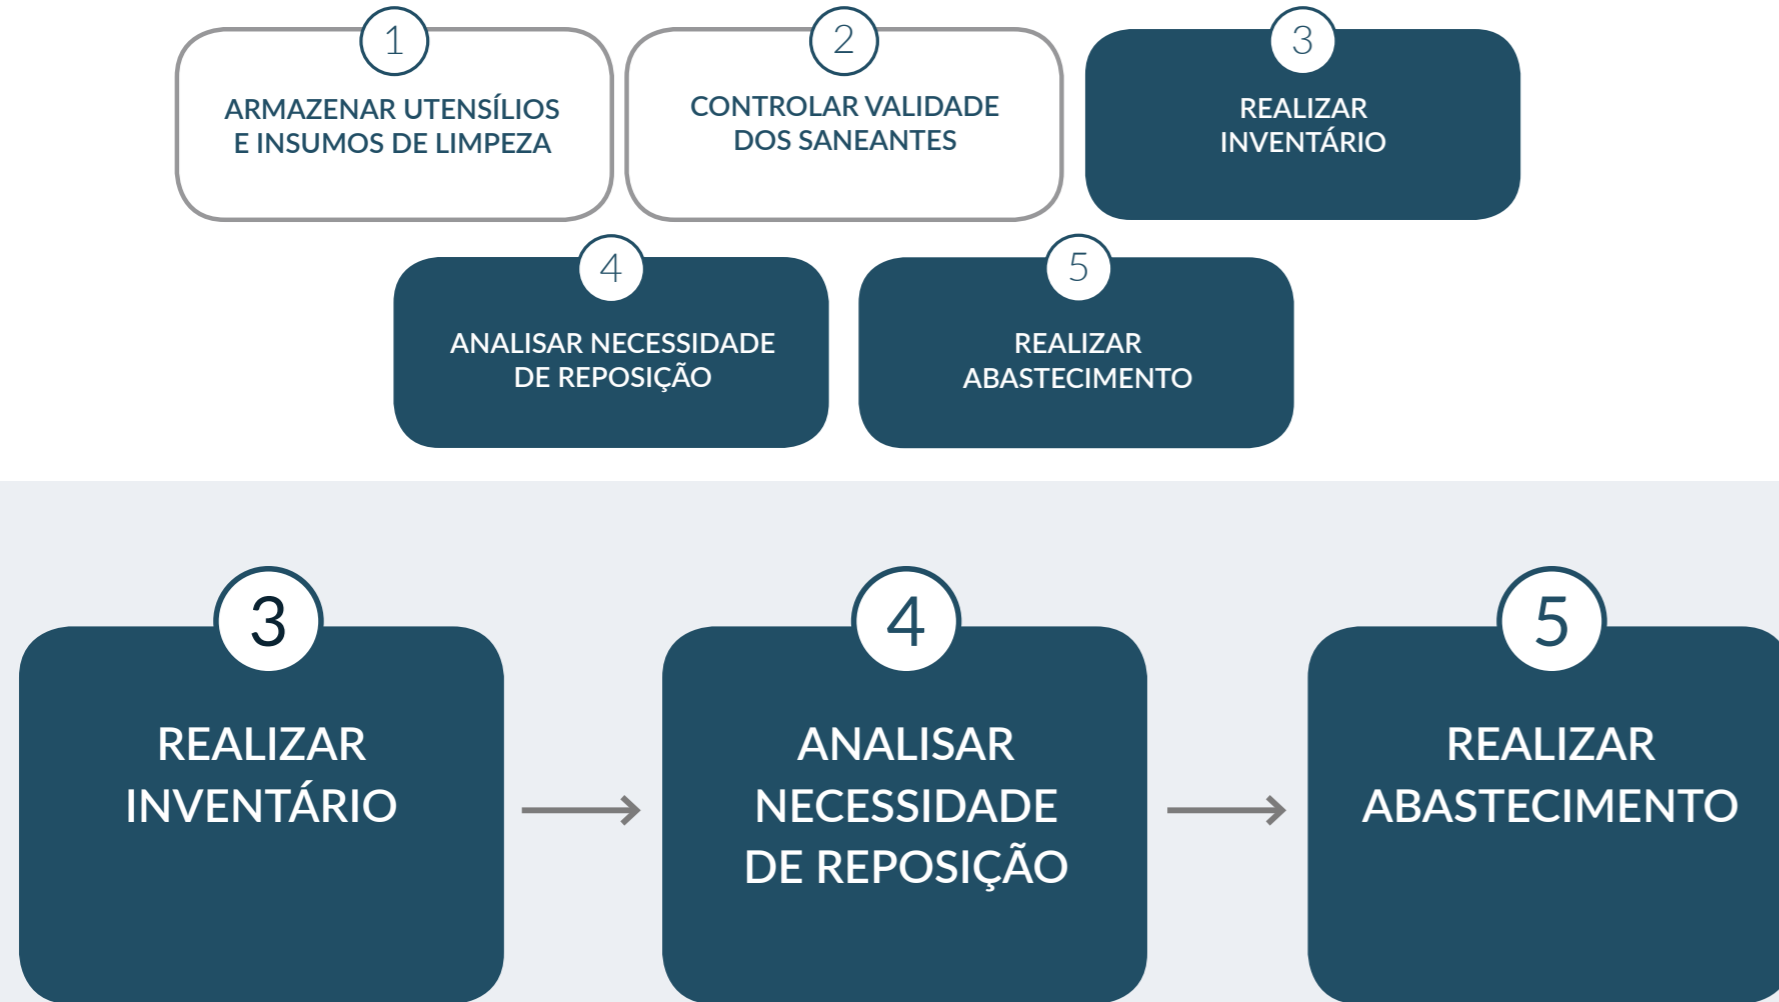 1
ARMAZENAR UTENSÍLIOS
E INSUMOS DE LIMPEZA
2
CONTROLAR VALIDADE
DOS SANEANTES
3
REALIZAR
INVENTÁRIO
4
ANALISAR NECESSIDADE
DE REPOSIÇÃO
5
REALIZAR
ABASTECIMENTO
3
REALIZAR
INVENTÁRIO
4
ANALISAR
NECESSIDADE
DE REPOSIÇÃO
5
REALIZAR
ABASTECIMENTO